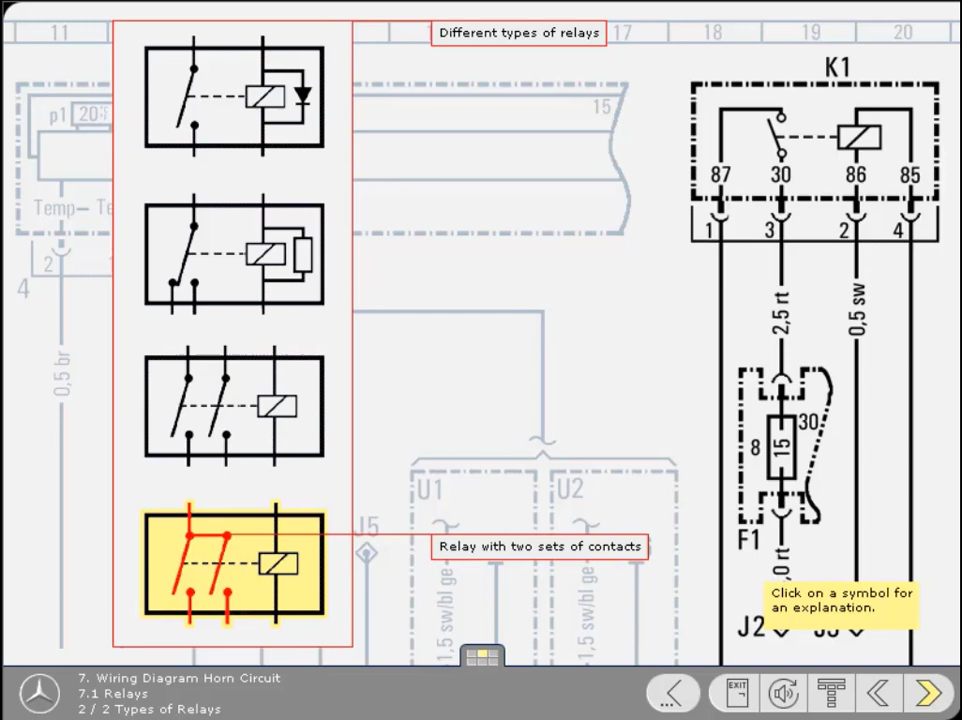 11
17
18
19
20
Different types of relays
K1
p1
20
15
87
30
86
85
Temp–
1
3
2
4
2
4
2,5 rt
0,5 sw
0,5 br
30
8
15
U1
U2
J5
F1
Relay with two sets of contacts
,0 rt
1,5 sw/bl ge
1,5 sw/bl ge
Click on a symbol for
an explanation.
J2
7. Wiring Diagram Horn Circuit
7.1 Relays
2 / 2 Types of Relays
EXIT